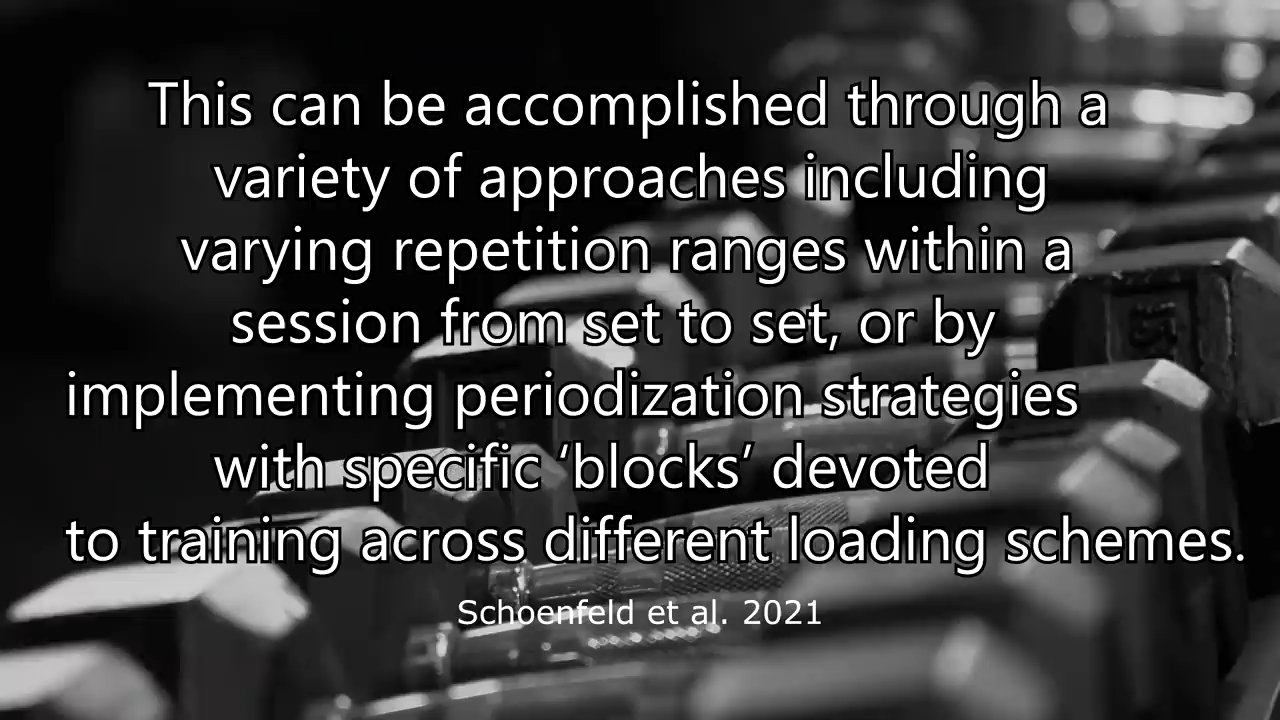 This can be accomplished through a
variety of approaches including
varying repetition ranges within a
session from set to set, or by
implementing periodization strategies
with specific ‘blocks’ devoted
to training across different loading schemes.
Schoenfeld et al. 2021